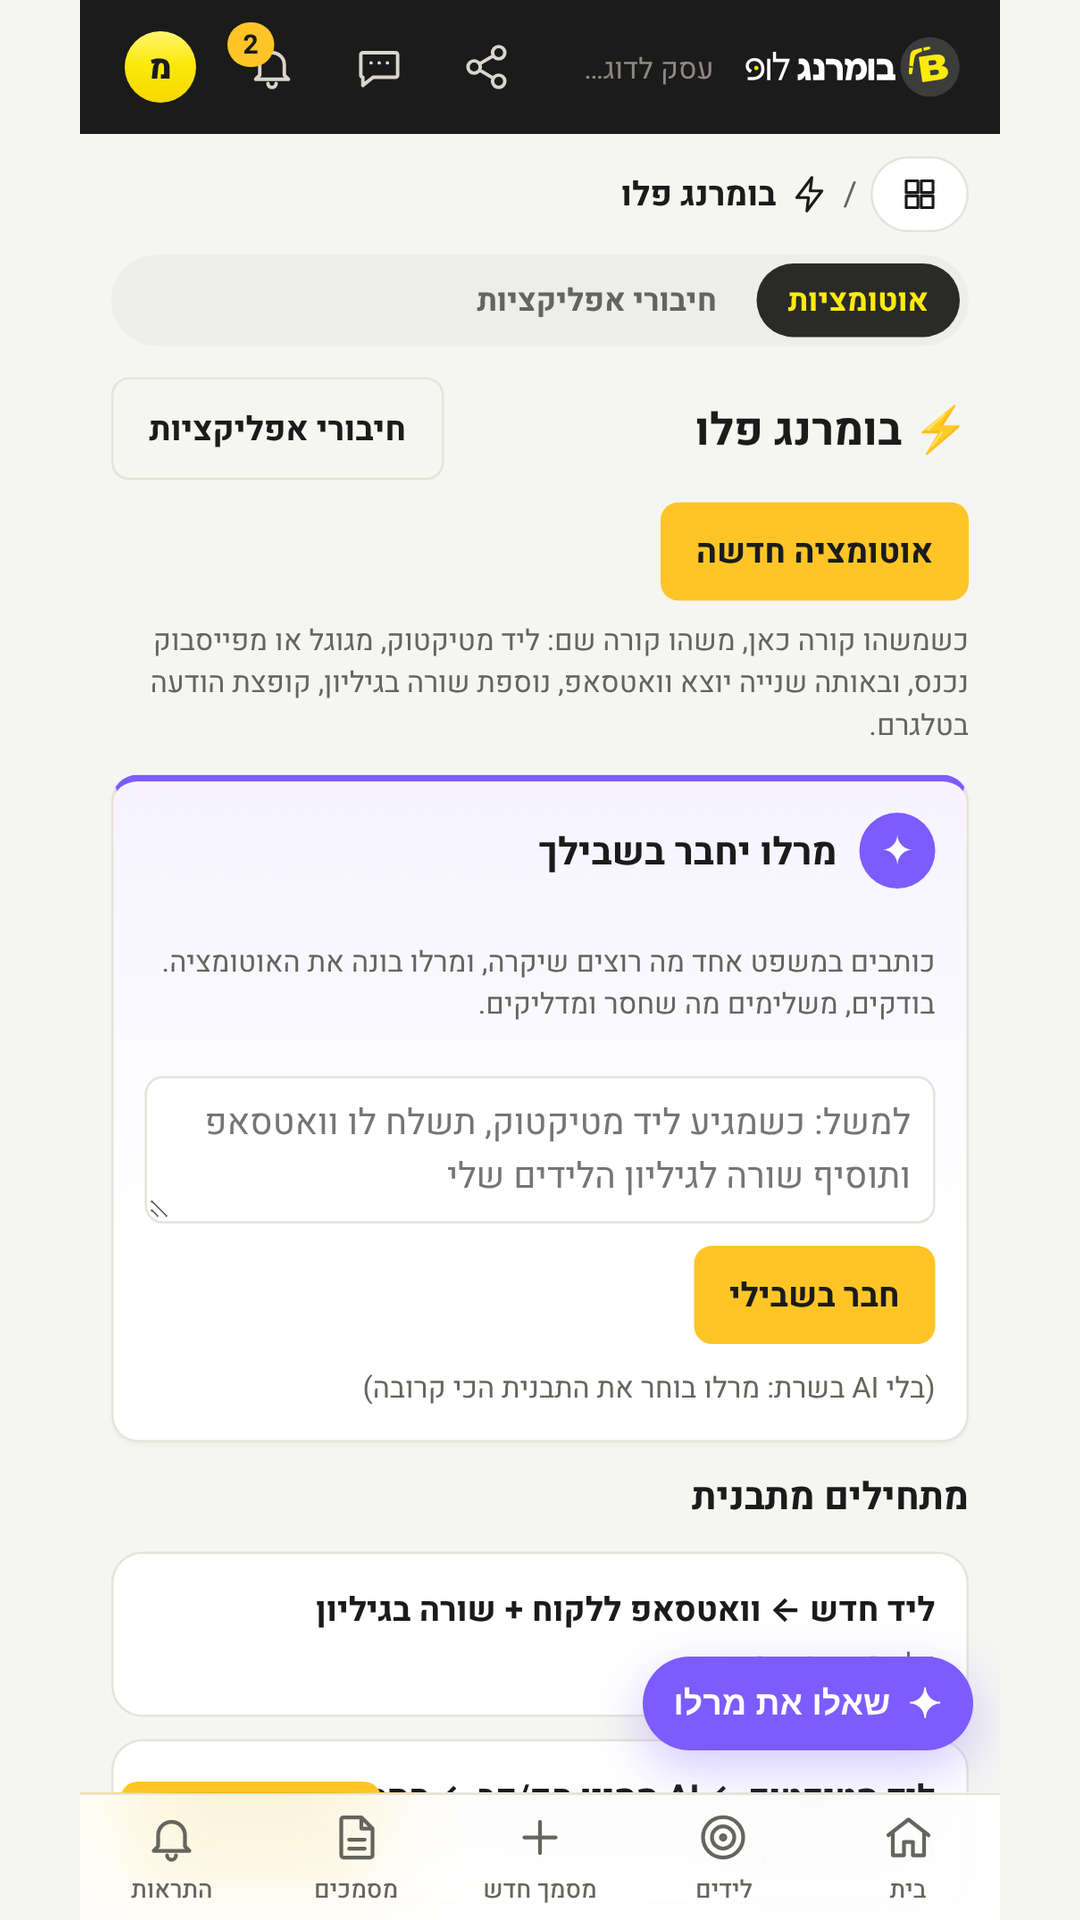 בומרנג לופ
עסק לדוג...
2
מ
/ בומרנג פלו
אוטומציות
חיבורי אפליקציות
⚡ בומרנג פלו
חיבורי אפליקציות
אוטומציה חדשה
כשמשהו קורה כאן, משהו קורה שם: ליד מטיקטוק, מגוגל או מפייסבוק
נכנס, ובאותה שנייה יוצא וואטסאפ, נוספת שורה בגיליון, קופצת הודעה
בטלגרם.
מרלו יחבר בשבילך
כותבים במשפט אחד מה רוצים שיקרה, ומרלו בונה את האוטומציה.
בודקים, משלימים מה שחסר ומדליקים.
למשל: כשמגיע ליד מטיקטוק, תשלח לו וואטסאפ
ותוסיף שורה לגיליון הלידים שלי
חבר בשבילי
(בלי AI בשרת: מרלו בוחר את התבנית הכי קרובה)
מתחילים מתבנית
ליד חדש ← וואטסאפ ללקוח + שורה בגיליון
שאלו את מרלו
בית
לידים
מסמך חדש
מסמכים
התראות